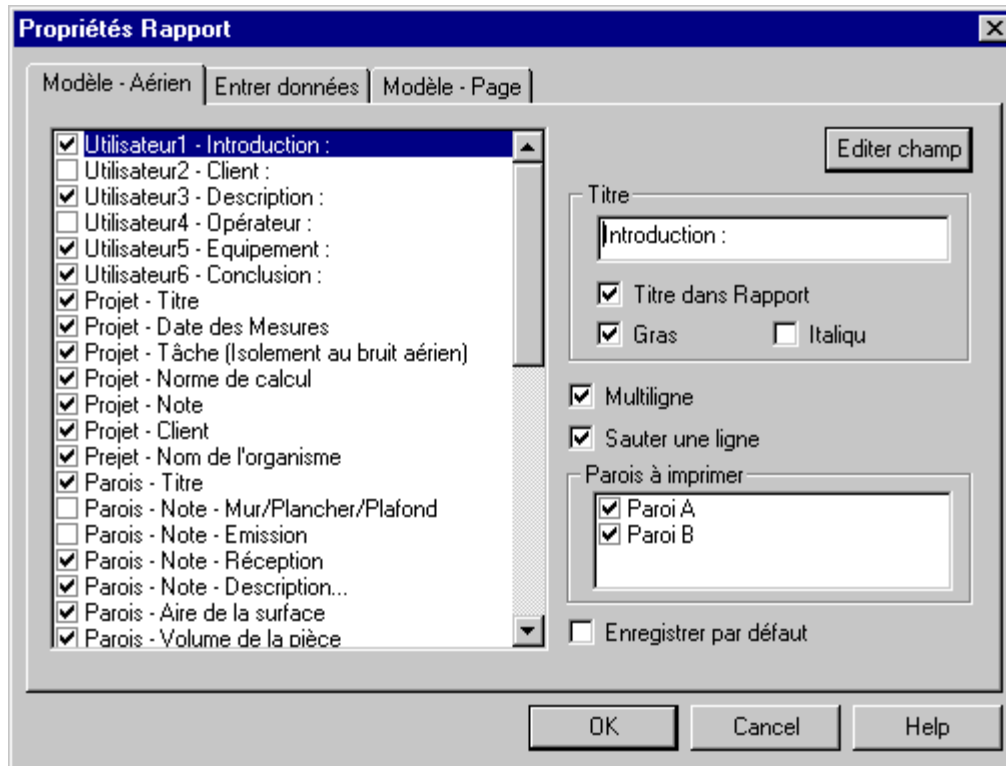 Propriétés Rapport
Modèle - Aérien
Entrer données
Modèle - Page
Utilisateur1 - Introduction :
Utilisateur2 - Client :
Utilisateur3 - Description :
Utilisateur4 - Opérateur :
Utilisateur5 - Equipement :
Utilisateur6 - Conclusion :
Projet - Titre
Projet - Date des Mesures
Projet - Tâche (Isolement au bruit aérien)
Projet - Norme de calcul
Projet - Note
Projet - Client
Prejet - Nom de l'organisme
Parois - Titre
Parois - Note - Mur/Plancher/Plafond
Parois - Note - Emission
Parois - Note - Réception
Parois - Note - Description...
Parois - Aire de la surface
Parois - Volume de la pièce
Editer champ
Titre
Introduction :
Titre dans Rapport
Gras
Italiqu
Multiligne
Sauter une ligne
Parois à imprimer
Paroi A
Paroi B
Enregistrer par défaut
OK
Cancel
Help